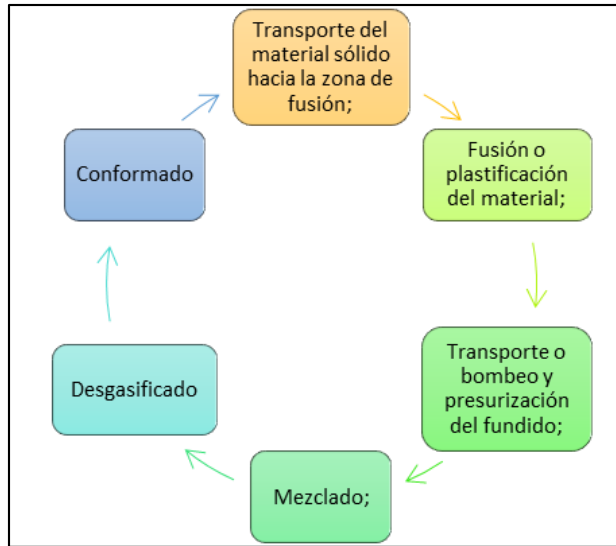 Transporte del
material sólido
hacia la zona de
fusión;
Fusión o
plastificación
del material;
Transporte o
bombeo y
presurización
del fundido;
Mezclado;
Desgasificado
Conformado